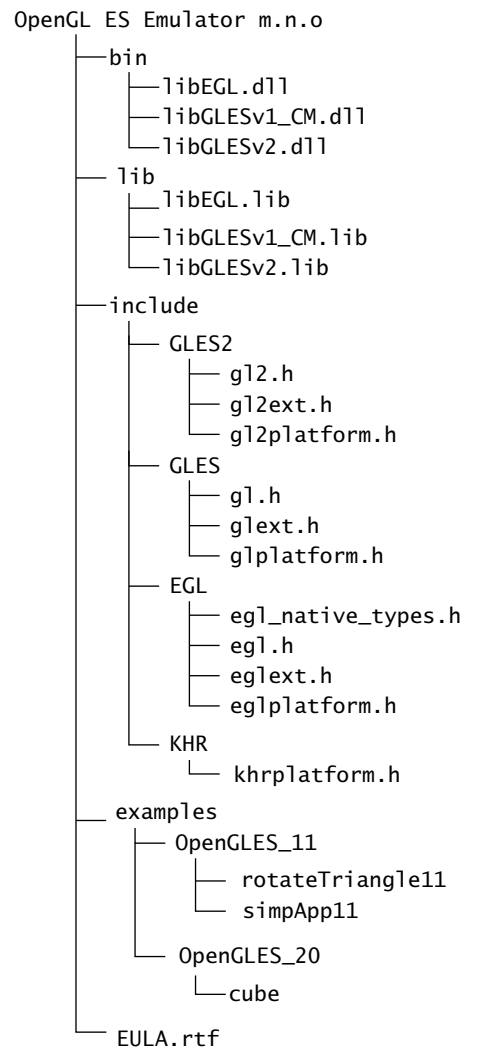 OpenGL ES Emulator m.n.o
bin
libEGL.dll
libGLESv1_CM.dll
libGLESv2.dll
lib
libEGL.lib
libGLESv1_CM.lib
libGLESv2.lib
include
GLES2
gl2.h
gl2ext.h
gl2platform.h
GLES
gl.h
glext.h
glplatform.h
EGL
egl_native_types.h
egl.h
eglext.h
eglplatform.h
KHR
khrplatform.h
examples
OpenGLES_11
rotateTriangle11
simpApp11
OpenGLES_20
cube
EULA.rtf